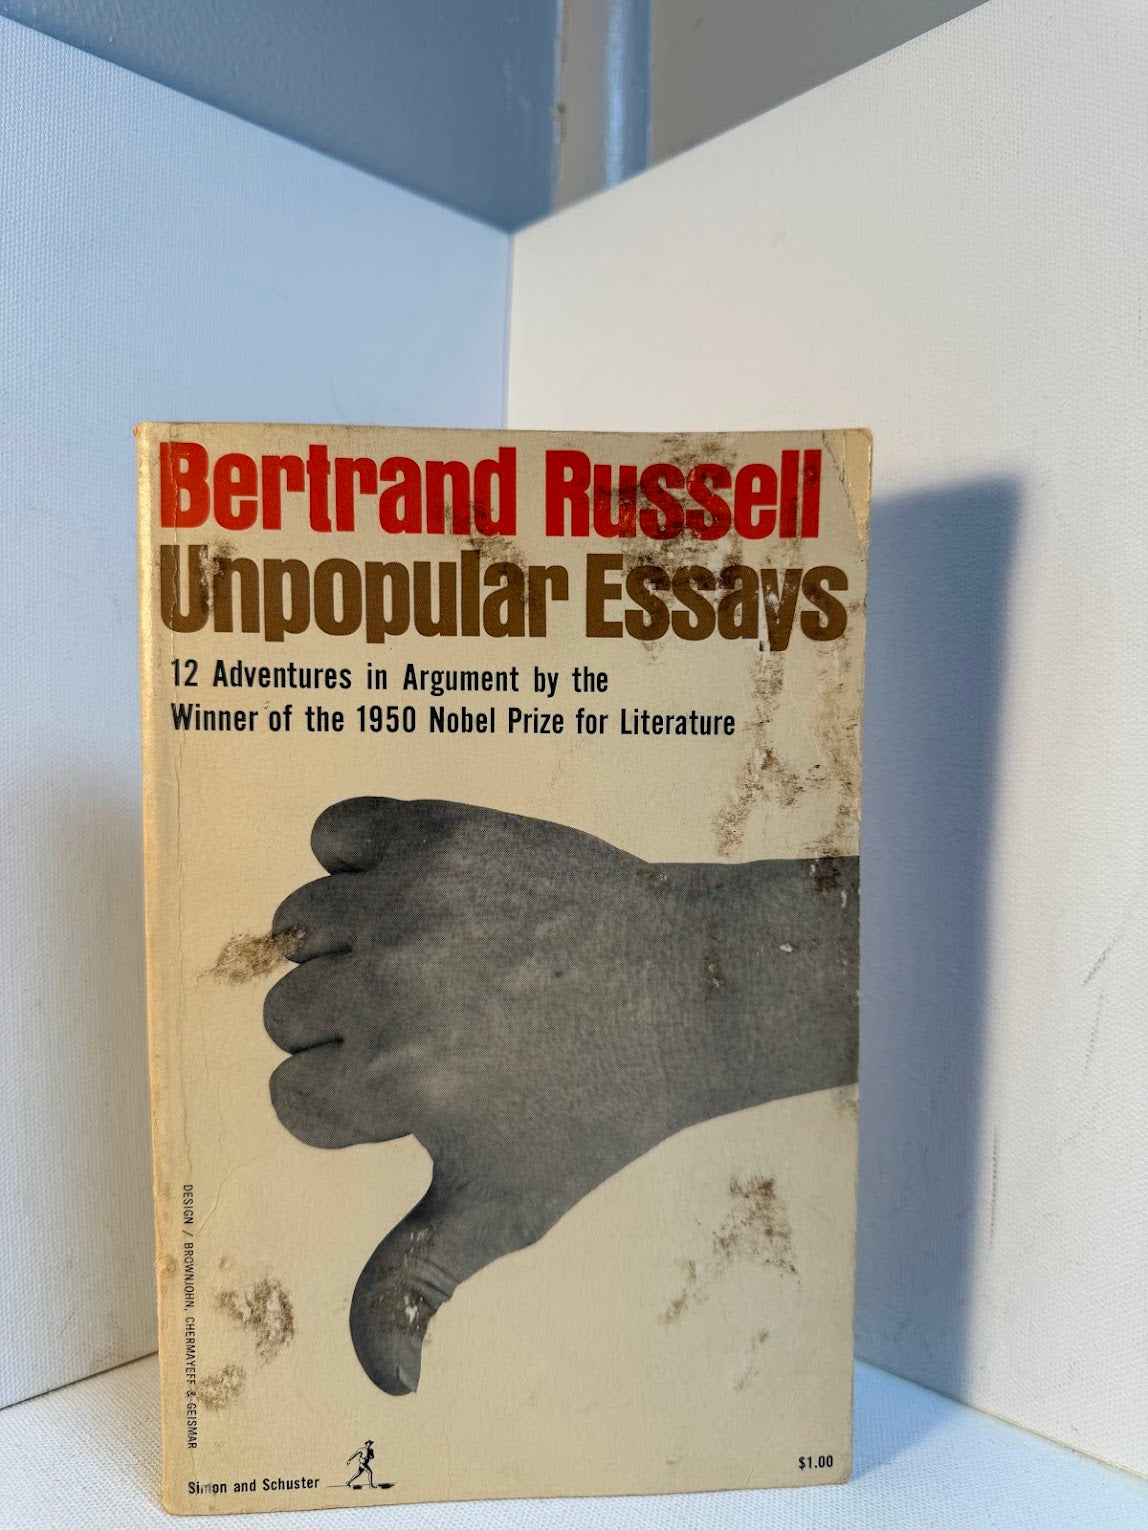 Bertrand Russell
Unpopular Essays
12 Adventures in Argument by the
Winner of the 1950 Nobel Prize for Literature
DESIGN / BROWNJOHN, CHERMAYEFF & GEISMAR
Simon and Schuster
$1.00